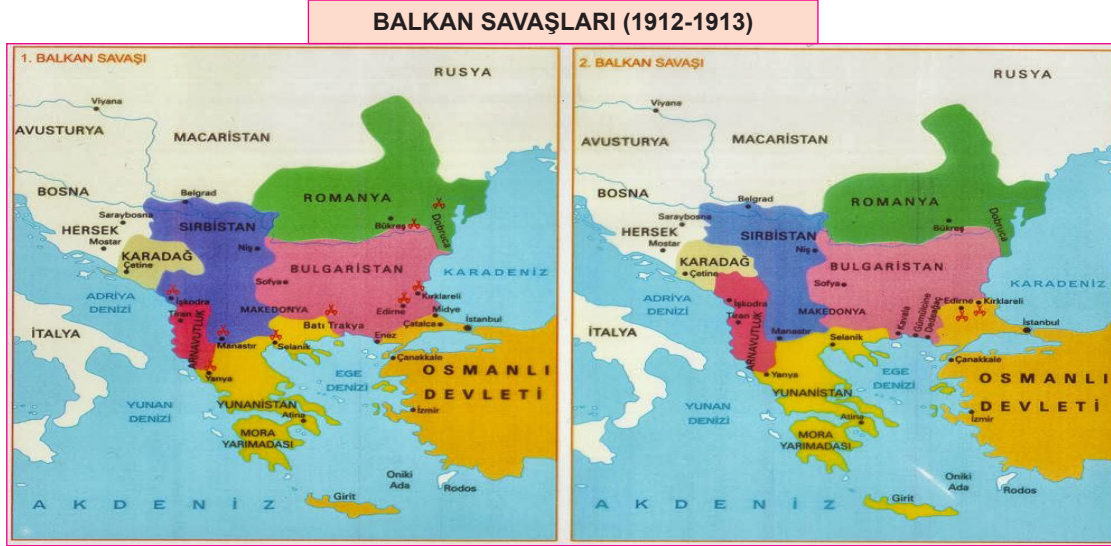 BALKAN SAVAŞLARI (1912-1913)
1. BALKAN SAVAŞI
RUSYA
Viyana
AVUSTURYA
MACARİSTAN
BOSNA
Belgrad
ROMANYA
Saraybosna
SIRBİSTAN
Dobruca
HERSEK
Bükreş
Mostar
Niş
KARADAĞ
BULGARİSTAN
Çetine
Sofya
KARADENİZ
ADRİYA
DENİZİ
İşkodra
Kırklareli
Tiran
MAKEDONYA
Edirne
Midye
İTALYA
ARNAVUTLUK
Batı Trakya
Çatalca
İstanbul
Manastır
Selanik
Enez
Çanakkale
Yanya
EGE
DENİZİ
OSMANLI
DEVLETİ
YUNAN
DENİZİ
YUNANİSTAN
Atina
İzmir
MORA
YARIMADASI
Oniki
Ada
Rodos
Girit
AKDENİZ
2. BALKAN SAVAŞI
RUSYA
Viyana
AVUSTURYA
MACARİSTAN
BOSNA
Belgrad
ROMANYA
Saraybosna
Dobruca
HERSEK
SIRBİSTAN
Bükreş
Mostar
Niş
KARADAĞ
BULGARİSTAN
Çetine
Sofya
KARADENİZ
ADRİYA
DENİZİ
İşkodra
Edirne
Kırklareli
Tiran
MAKEDONYA
Kavala
Gümülcine
Dedeağaç
İstanbul
İTALYA
ARNAVUTLUK
Manastır
Selanik
Çanakkale
Yanya
EGE
DENİZİ
OSMANLI
DEVLETİ
YUNAN
DENİZİ
YUNANİSTAN
Atina
İzmir
MORA
YARIMADASI
Oniki
Ada
Rodos
Girit
AKDENİZ